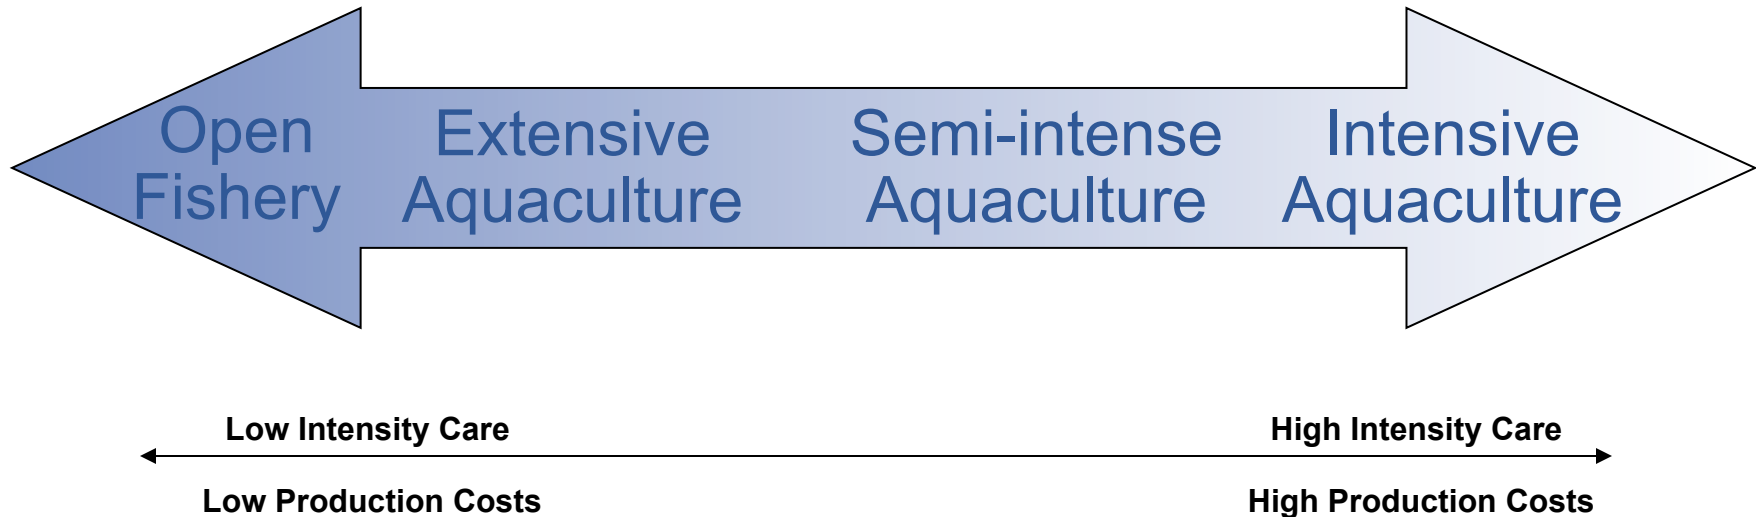 Open
Fishery
Extensive
Aquaculture
Semi-intense
Aquaculture
Intensive
Aquaculture
Low Intensity Care
High Intensity Care
Low Production Costs
High Production Costs